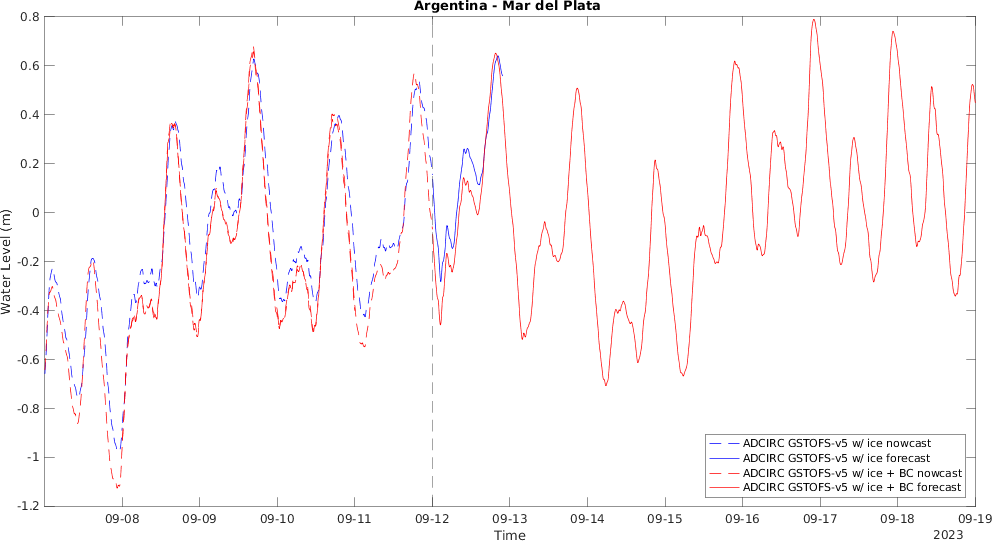 Argentina - Mar del Plata
Water Level (m)
0.8
0.6
0.4
0.2
0
-0.2
-0.4
-0.6
-0.8
-1
-1.2
ADCIRC GSTOFS-v5 w/ ice nowcast
ADCIRC GSTOFS-v5 w/ ice forecast
ADCIRC GSTOFS-v5 w/ ice + BC nowcast
ADCIRC GSTOFS-v5 w/ ice + BC forecast
09-08 09-09 09-10 09-11 09-12 09-13 09-14 09-15 09-16 09-17 09-18 09-19
Time
2023